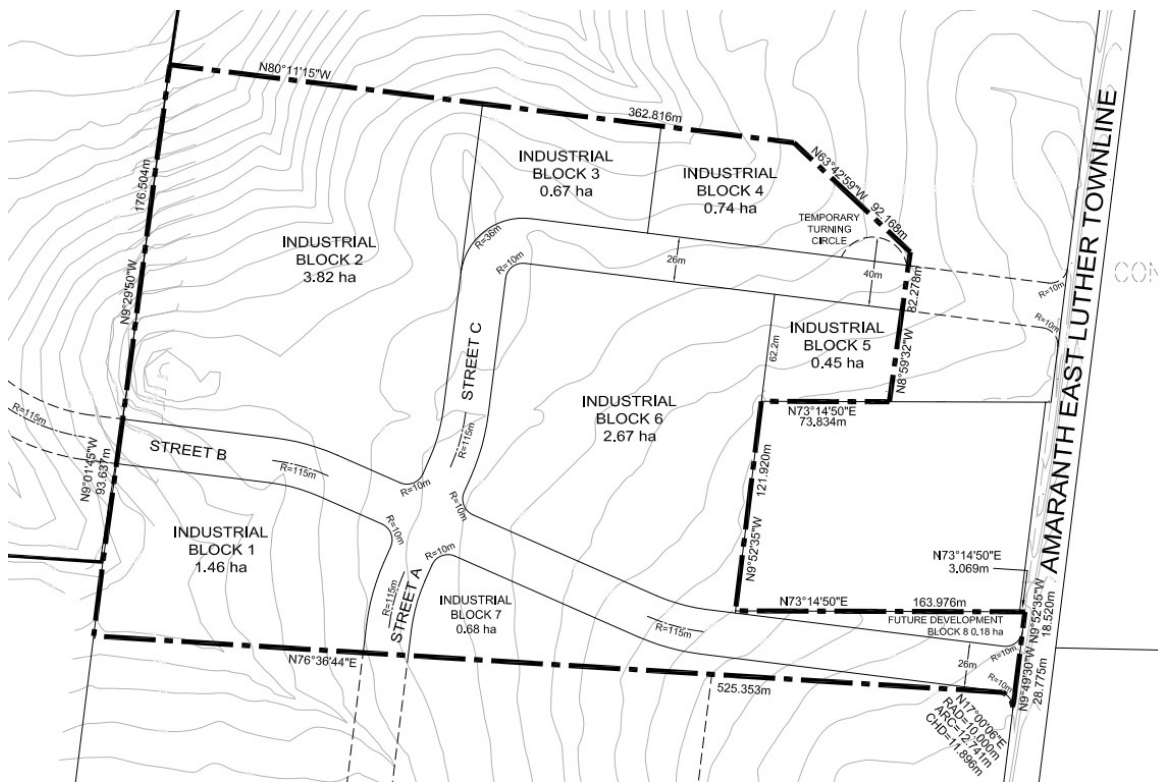 N80°11'15"W
362.816m
N63°42'59"W
92.168m
176.504m
N9°29'50"W
INDUSTRIAL
BLOCK 3
0.67 ha
INDUSTRIAL
BLOCK 4
0.74 ha
TEMPORARY
TURNING
CIRCLE
INDUSTRIAL
BLOCK 2
3.82 ha
R=36m
R=10m
26m
40m
82.278m
N8°59'32"W
R=10m
R=10m
CON
AMARANTH EAST LUTHER TOWNLINE
INDUSTRIAL
BLOCK 5
0.45 ha
62.2m
STREET C
INDUSTRIAL
BLOCK 6
2.67 ha
N73°14'50"E
73.834m
R=115m
STREET B
R=115m
R=115m
N9°01'45"W
93.637m
R=10m
R=10m
R=10m
R=10m
121.920m
N9°52'35"W
INDUSTRIAL
BLOCK 1
1.46 ha
R=115m
STREET A
INDUSTRIAL
BLOCK 7
0.68 ha
N73°14'50"E
3.069m
N73°14'50"E
163.976m
FUTURE DEVELOPMENT
BLOCK 8 0.18 ha
N9°52'35"W
18.520m
R=115m
R=10m
26m
R=10m
N9°49'30"W
28.775m
N76°36'44"E
525.353m
N17°00'06"E
RAD=10.000m
ARC=12.741m
CHD=11.896m